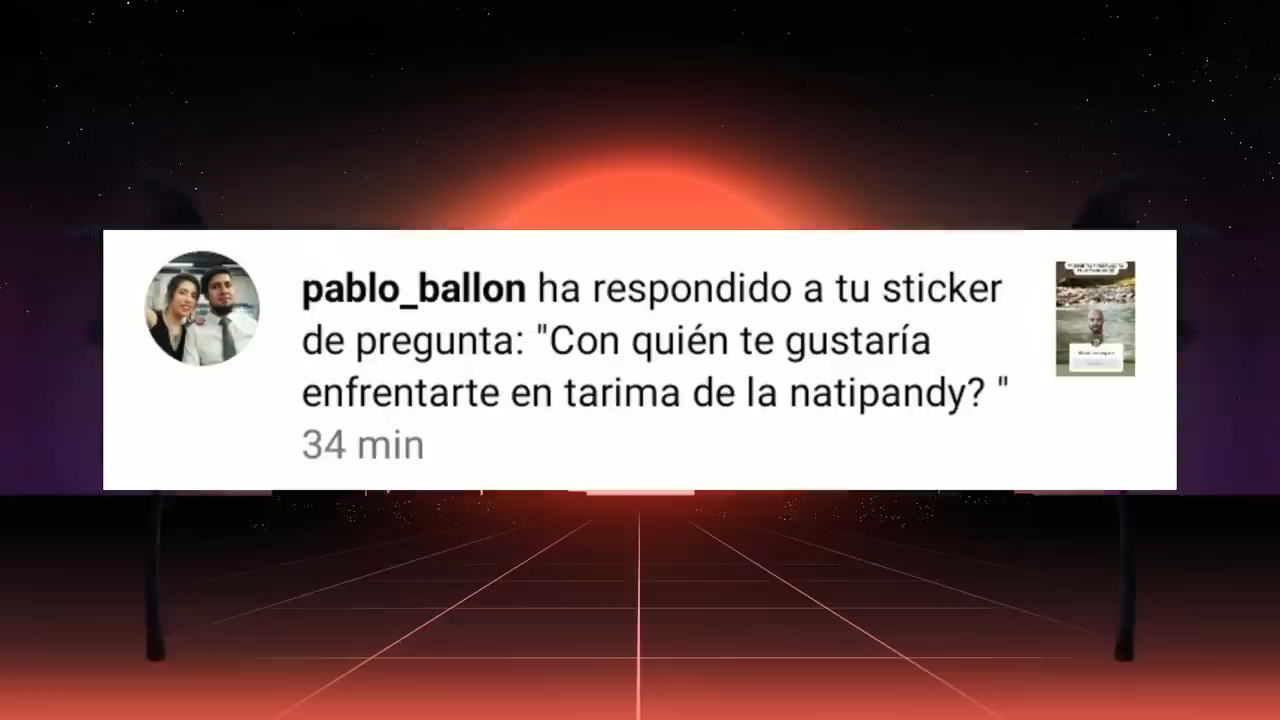 pablo_ballon ha respondido a tu sticker
de pregunta: "Con quién te gustaría
enfrentarte en tarima de la natipandy? "
34 min